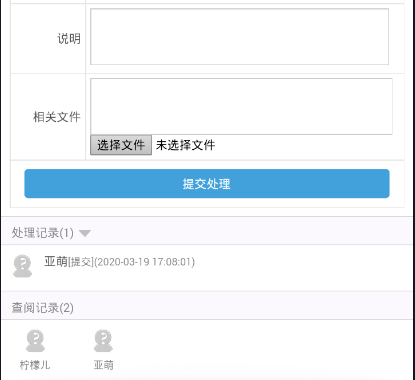 说明
相关文件
选择文件 未选择文件
提交处理
处理记录(1)
亚萌[提交](2020-03-19 17:08:01)
查阅记录(2)
柠檬儿 亚萌